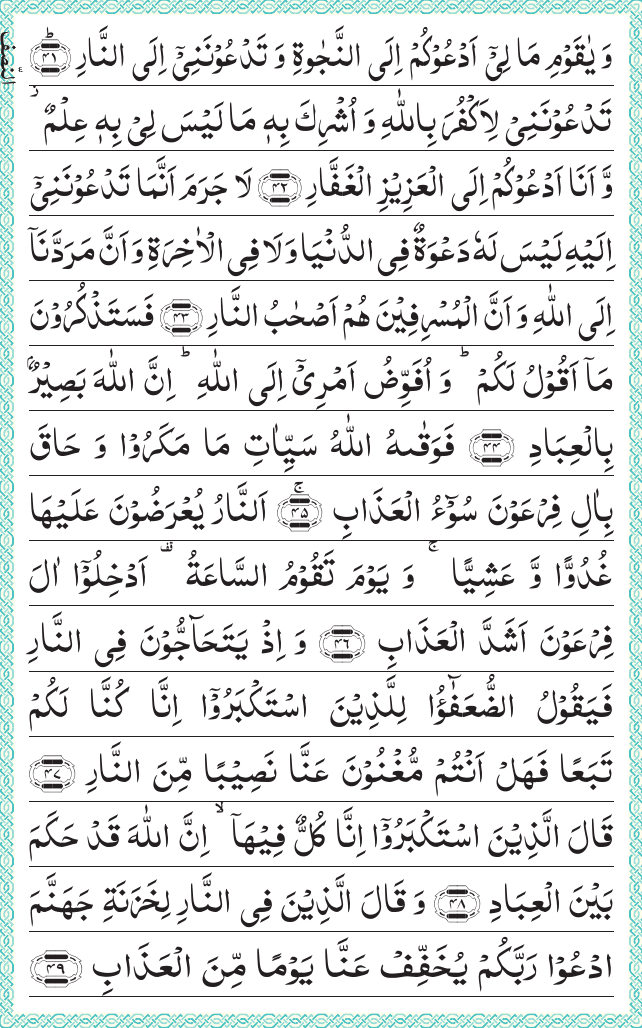 وَ یٰقَوْمِ مَا لِیْۤ اَدْعُوْكُمْ اِلَی النَّجٰوةِ وَ تَدْعُوْنَنِیْۤ اِلَی النَّارِ ﴿۴۱﴾ؕ
تَدْعُوْنَنِیْ لِاَكْفُرَ بِاللّٰهِ وَ اُشْرِكَ بِهٖ مَا لَیْسَ لِیْ بِهٖ عِلْمٌ ؗ
وَّ اَنَا اَدْعُوْكُمْ اِلَی الْعَزِیْزِ الْغَفَّارِ ﴿۴۲﴾ لَا جَرَمَ اَنَّمَا تَدْعُوْنَنِیْۤ
اِلَیْهِ لَیْسَ لَهٗ دَعْوَةٌ فِی الدُّنْیَا وَ لَا فِی الْاٰخِرَةِ وَ اَنَّ مَرَدَّنَاۤ
اِلَی اللّٰهِ وَ اَنَّ الْمُسْرِفِیْنَ هُمْ اَصْحٰبُ النَّارِ ﴿۴۳﴾ فَسَتَذْكُرُوْنَ
مَاۤ اَقُوْلُ لَكُمْ ؕ وَ اُفَوِّضُ اَمْرِیْۤ اِلَی اللّٰهِ ؕ اِنَّ اللّٰهَ بَصِیْرٌۢ
بِالْعِبَادِ ﴿۴۴﴾ فَوَقٰىهُ اللّٰهُ سَیِّاٰتِ مَا مَكَرُوْا وَ حَاقَ
بِاٰلِ فِرْعَوْنَ سُوْٓءُ الْعَذَابِ ﴿۴۵﴾ۚ اَلنَّارُ یُعْرَضُوْنَ عَلَیْهَا
غُدُوًّا وَّ عَشِیًّا ۚ وَ یَوْمَ تَقُوْمُ السَّاعَةُ ۫ اَدْخِلُوْۤا اٰلَ
فِرْعَوْنَ اَشَدَّ الْعَذَابِ ﴿۴۶﴾ وَ اِذْ یَتَحَآجُّوْنَ فِی النَّارِ
فَیَقُوْلُ الضُّعَفٰٓؤُا لِلَّذِیْنَ اسْتَكْبَرُوْۤا اِنَّا كُنَّا لَكُمْ
تَبَعًا فَهَلْ اَنْتُمْ مُّغْنُوْنَ عَنَّا نَصِیْبًا مِّنَ النَّارِ ﴿۴۷﴾
قَالَ الَّذِیْنَ اسْتَكْبَرُوْۤا اِنَّا كُلٌّ فِیْهَاۤ ۙ اِنَّ اللّٰهَ قَدْ حَكَمَ
بَیْنَ الْعِبَادِ ﴿۴۸﴾ وَ قَالَ الَّذِیْنَ فِی النَّارِ لِخَزَنَةِ جَهَنَّمَ
ادْعُوْا رَبَّكُمْ یُخَفِّفْ عَنَّا یَوْمًا مِّنَ الْعَذَابِ ﴿۴۹﴾